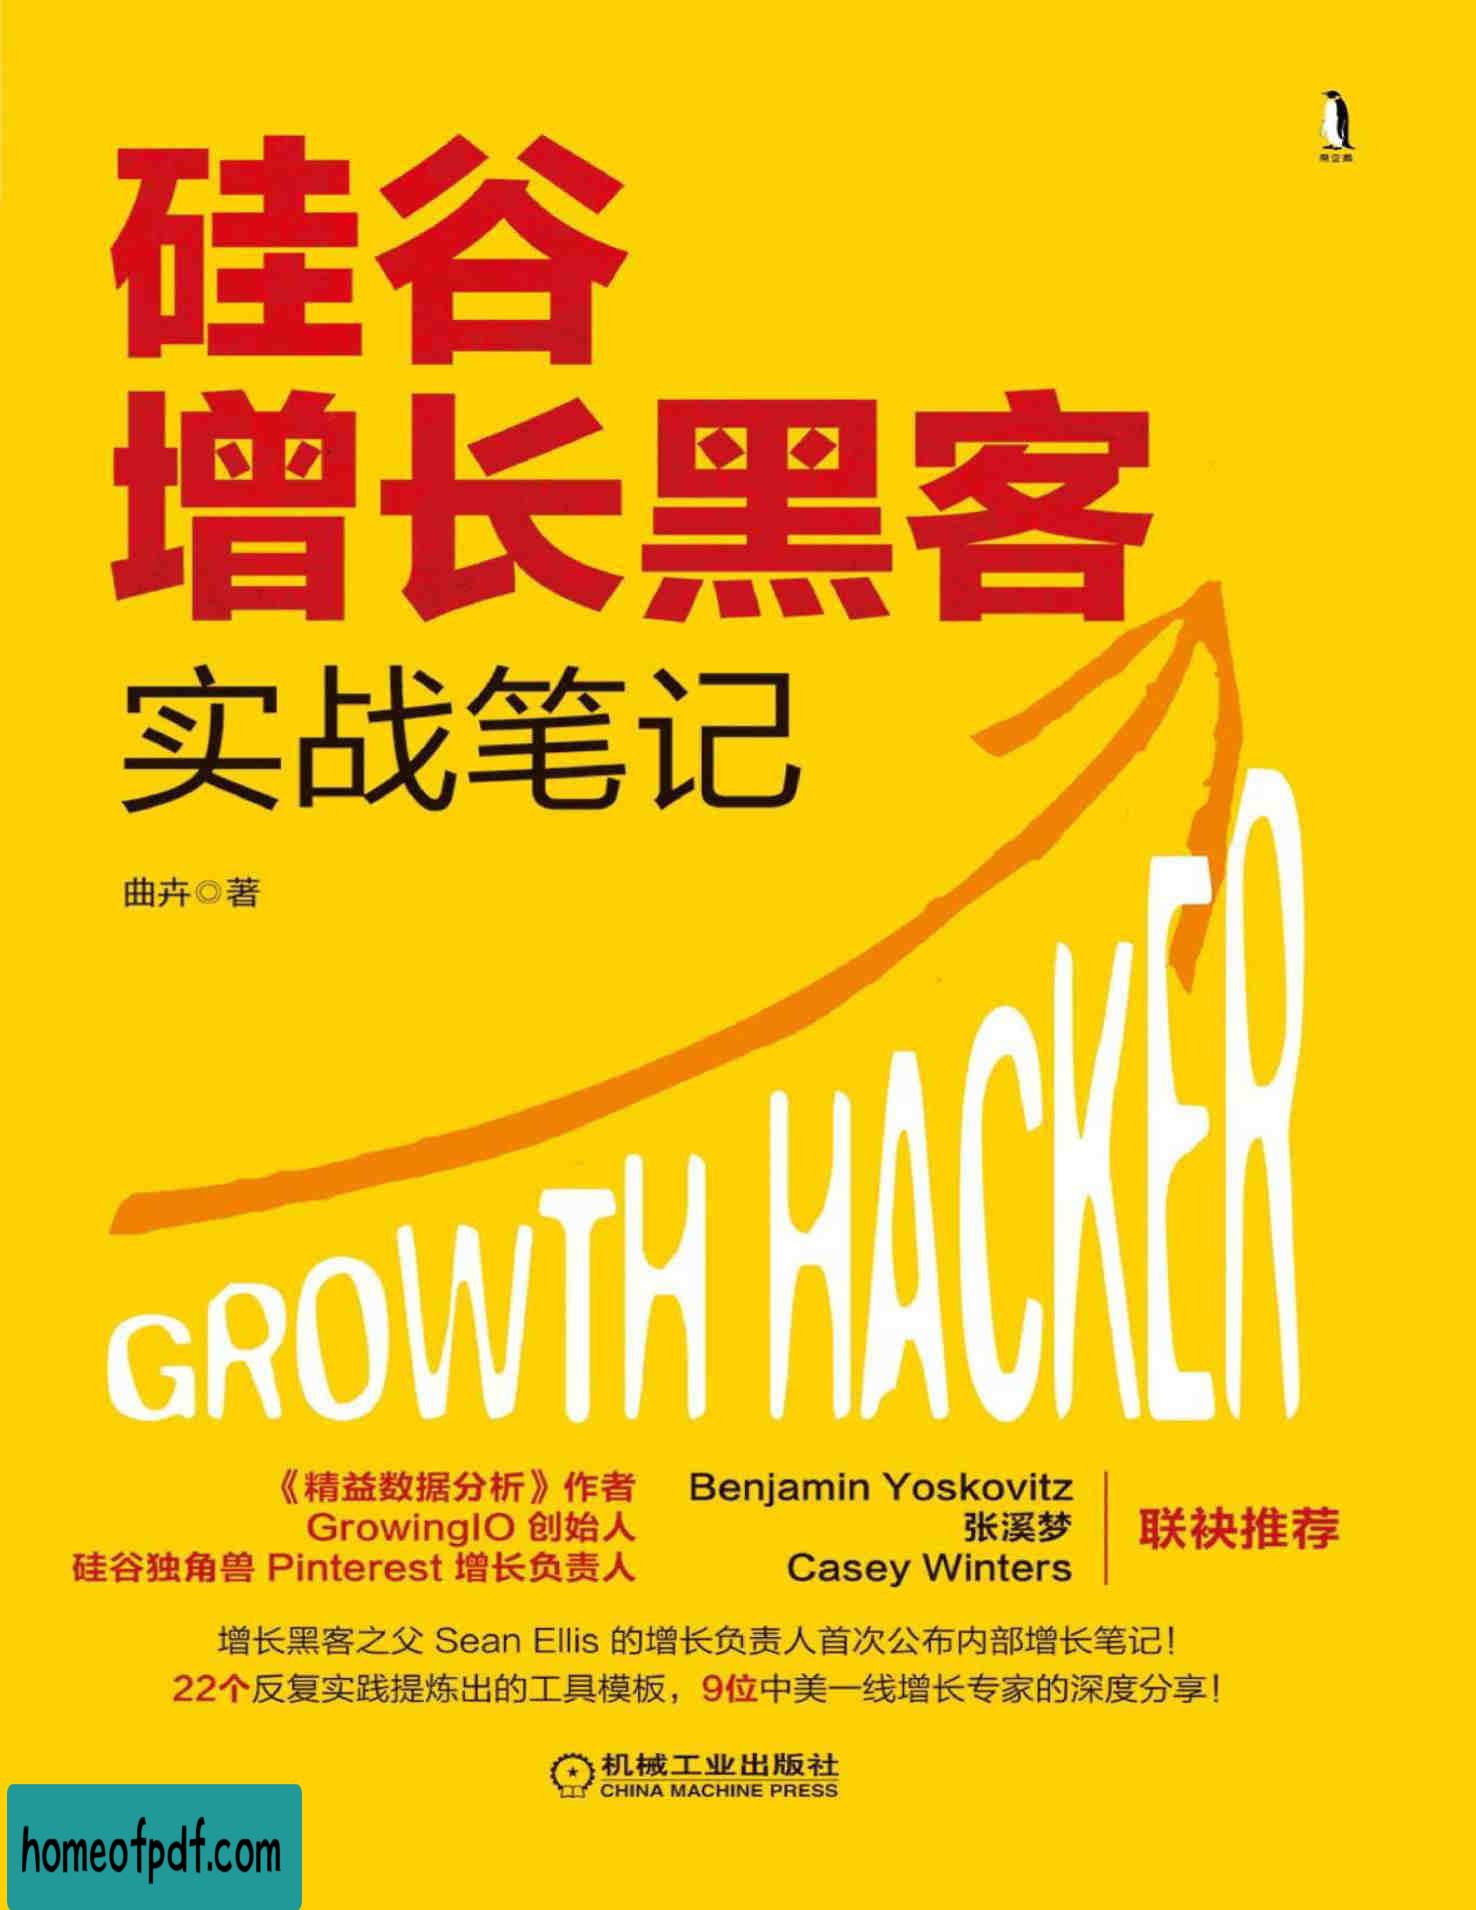 硅谷
增长黑客
实战笔记
曲卉◎著
GROWTH HACKER
《精益数据分析》作者 Benjamin Yoskovitz
GrowingIO 创始人 张溪梦
硅谷独角兽 Pinterest 增长负责人 Casey Winters
联袂推荐
增长黑客之父 Sean Ellis 的增长负责人首次公布内部增长笔记！
22个反复实践提炼出的工具模板，9位中美一线增长专家的深度分享！
机械工业出版社
CHINA MACHINE PRESS
homeofpdf.com